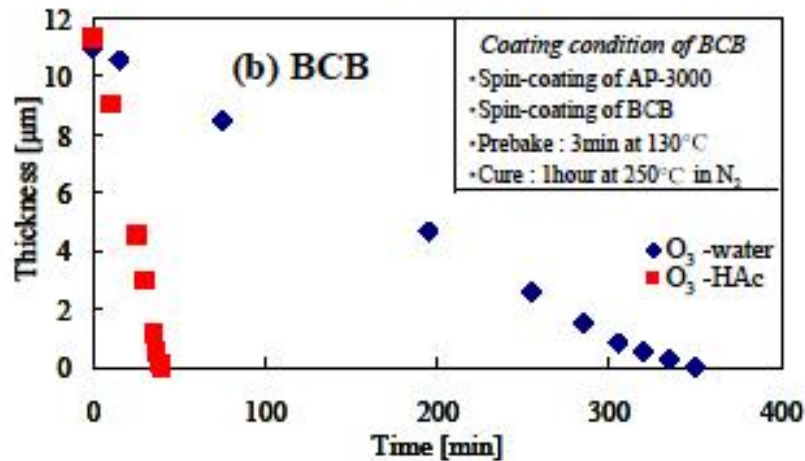 12
10
8
6
4
2
0
Thickness [µm]
(b) BCB
Coating condition of BCB
・Spin-coating of AP-3000
・Spin-coating of BCB
・Prebake : 3min at 130°C
・Cure : 1hour at 250°C in N₂
O₃ -water
O₃ -HAc
0 100 200 300 400
Time [min]